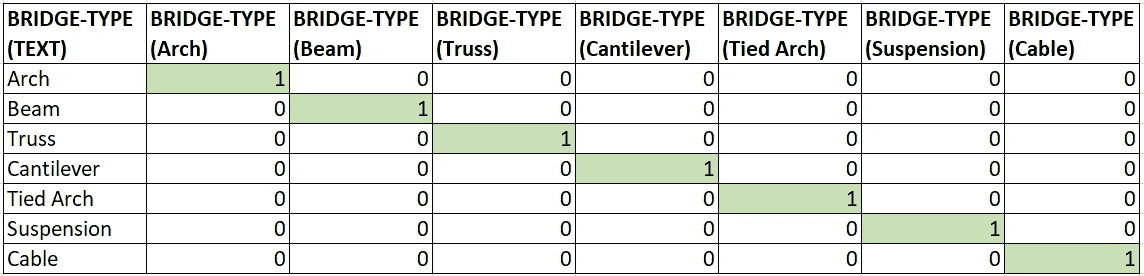 BRIDGE-TYPE (TEXT) BRIDGE-TYPE (Arch) BRIDGE-TYPE (Beam) BRIDGE-TYPE (Truss) BRIDGE-TYPE (Cantilever) BRIDGE-TYPE (Tied Arch) BRIDGE-TYPE (Suspension) BRIDGE-TYPE (Cable)
Arch 1 0 0 0 0 0 0
Beam 0 1 0 0 0 0 0
Truss 0 0 1 0 0 0 0
Cantilever 0 0 0 1 0 0 0
Tied Arch 0 0 0 0 1 0 0
Suspension 0 0 0 0 0 1 0
Cable 0 0 0 0 0 0 1